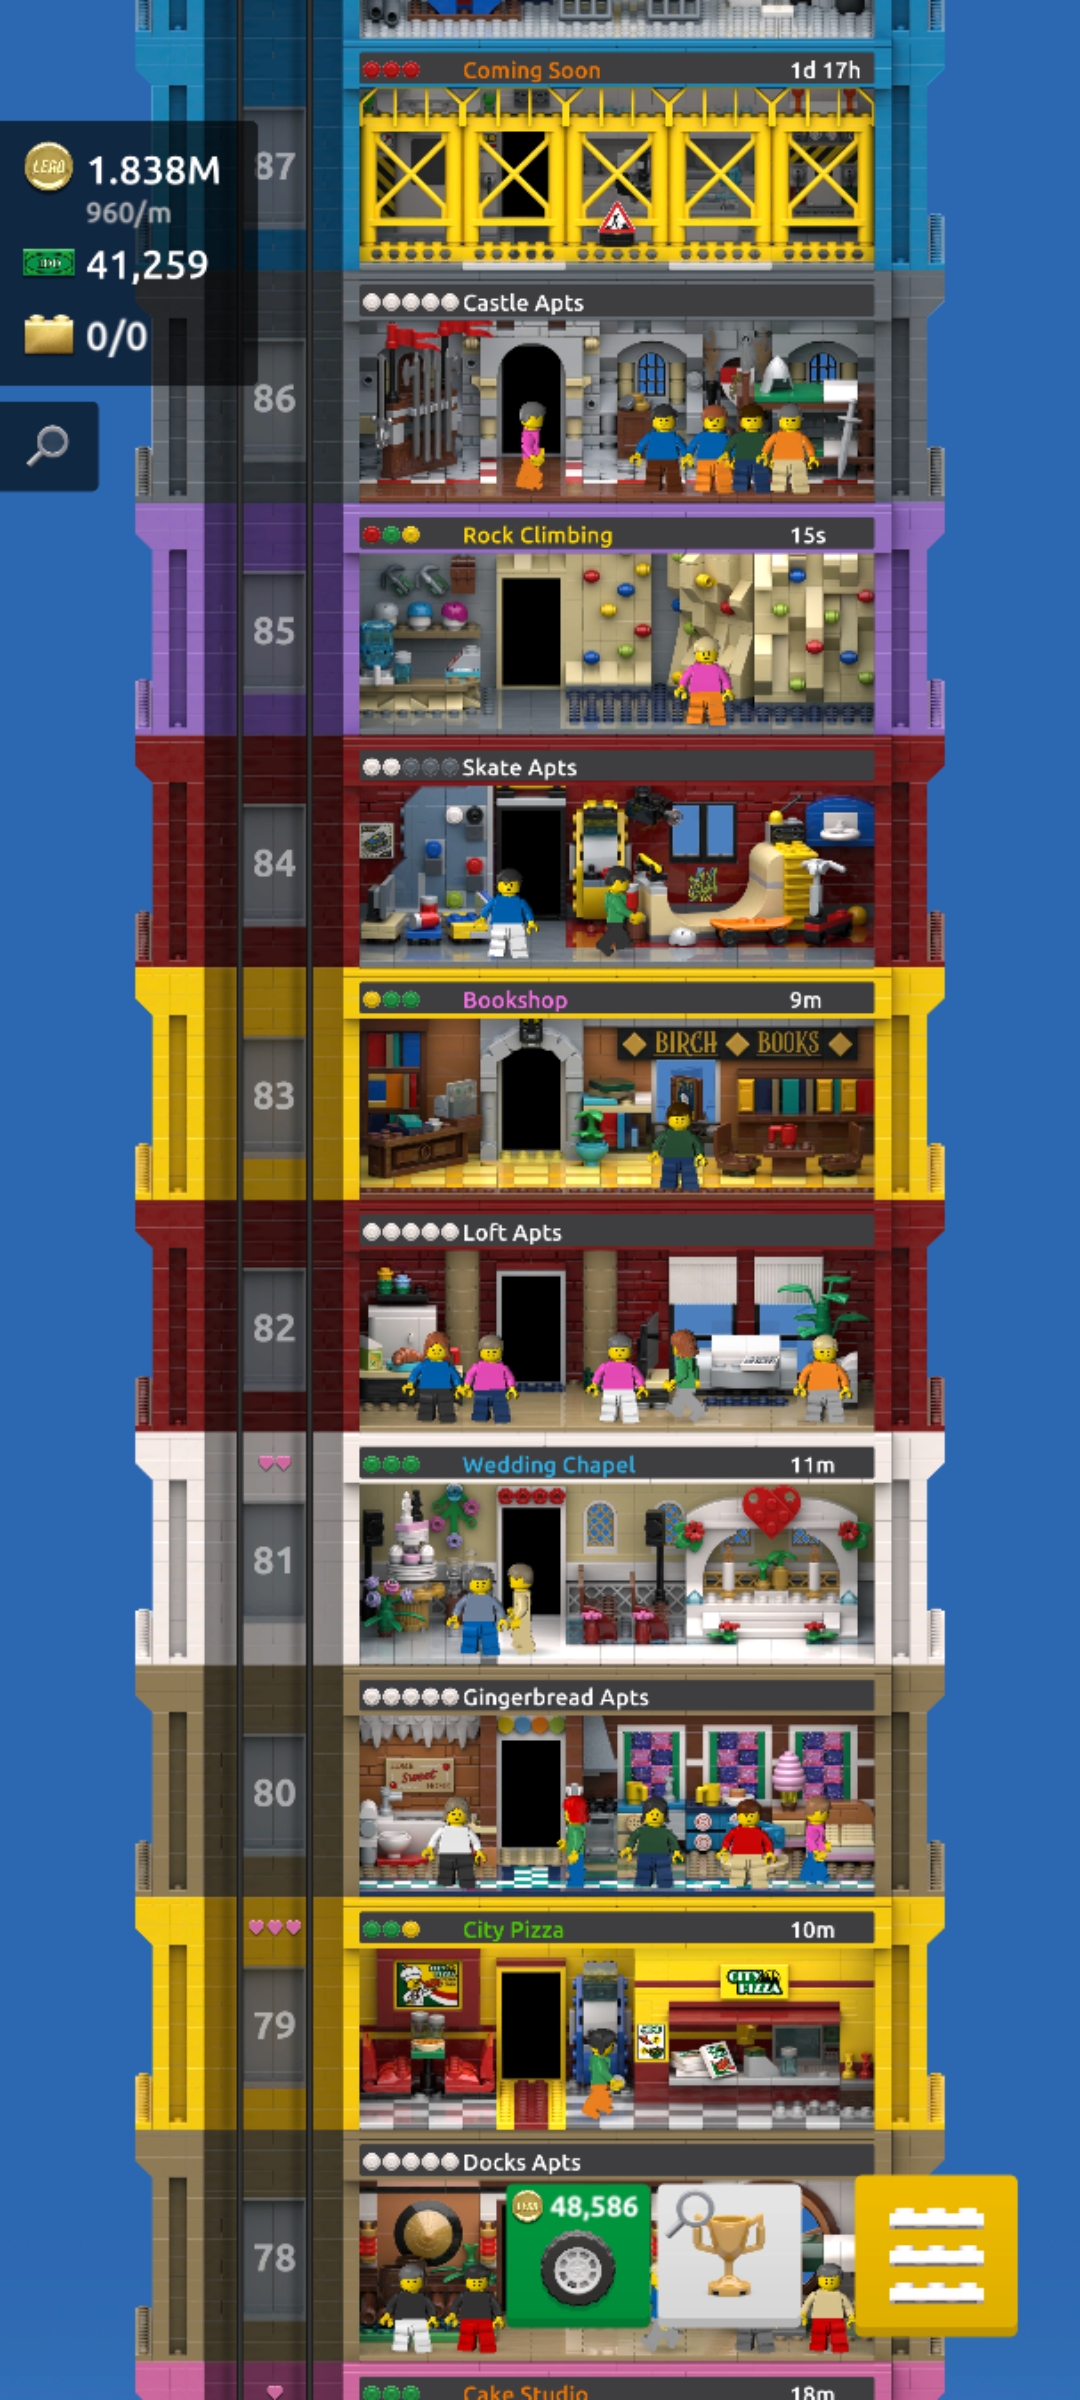 Coming Soon 1d 17h
87
LEGO 1.838M
960/m
41,259
0/0
Castle Apts
86
Rock Climbing 15s
85
Skate Apts
84
Bookshop 9m
BIRCH BOOKS
83
Loft Apts
82
Wedding Chapel 11m
81
Gingerbread Apts
Sweet
80
City Pizza 10m
CITY PIZZA
79
Docks Apts
48,586
78
Cake Studio 18m